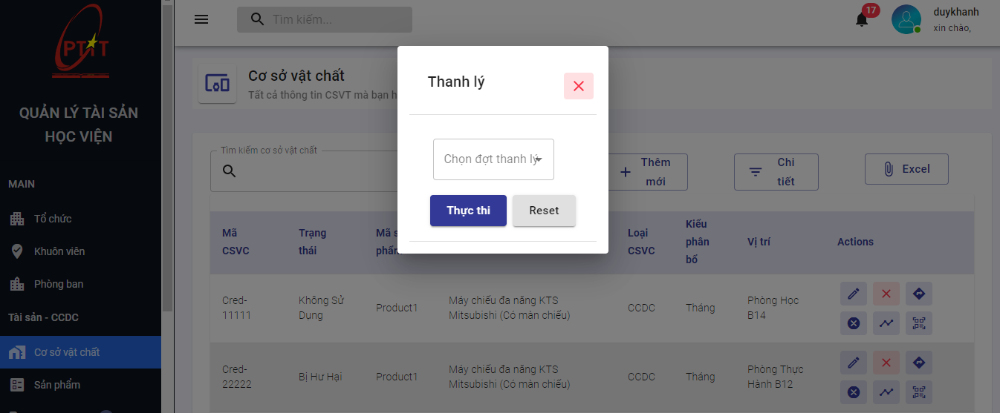 PTIT
QUẢN LÝ TÀI SẢN
HỌC VIỆN
MAIN
Tổ chức
Khuôn viên
Phòng ban
Tài sản - CCDC
Cơ sở vật chất
Sản phẩm
Tìm kiếm...
17
duykhanh
xin chào,
Cơ sở vật chất
Tất cả thông tin CSVT mà bạn h
Thanh lý
Chọn đợt thanh lý
Thực thi
Reset
Tìm kiếm cơ sở vật chất
Thêm
mới
Chi
tiết
Excel
Mã
CSVC
Trạng
thái
Mã s
phẩn
Loại
CSVC
Kiểu
phân
bổ
Vị trí
Actions
Cred-
11111
Không Sử
Dụng
Product1
Máy chiếu đa năng KTS
Mitsubishi (Có màn chiếu)
CCDC
Tháng
Phòng Học
B14
Cred-
22222
Bị Hư Hại
Product1
Máy chiếu đa năng KTS
Mitsubishi (Có màn chiếu)
CCDC
Tháng
Phòng Thực
Hành B12